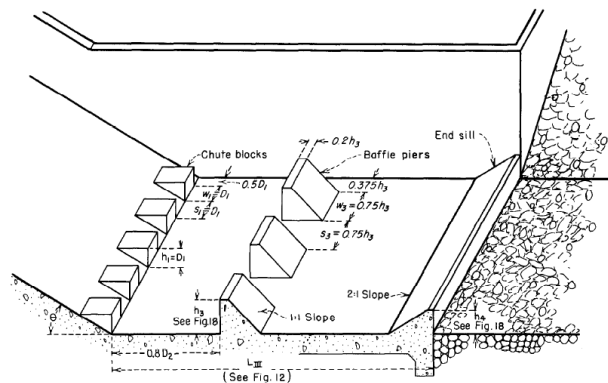 0.2h₃
Chute blocks
Baffle piers
End sill
0.5D₁
0.375h₃
w₁=D₁
w₃=0.75h₃
s₁=D₁
s₃=0.75h₃
h₁=D₁
2:1 Slope
h₃
See Fig.18
1:1 Slope
h₄
See Fig. 18
θ
0.8D₂
L III
(See Fig. 12)